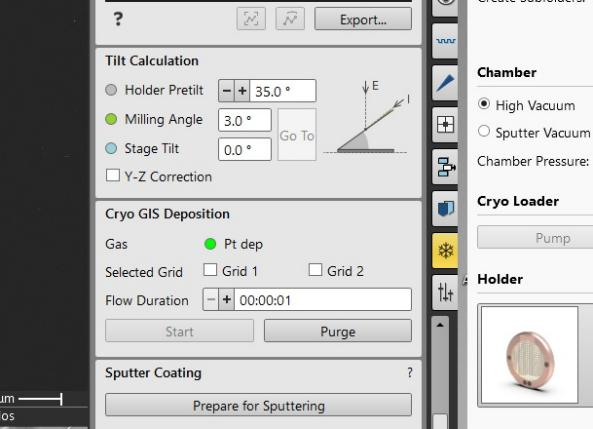 Create Subfolders:
?
Export...
Tilt Calculation
Holder Pretilt − + 35.0 °
Milling Angle 3.0 °
Stage Tilt 0.0 °
Go To
E
I
Y-Z Correction
Cryo GIS Deposition
Gas Pt dep
Selected Grid Grid 1 Grid 2
Flow Duration − + 00:00:01
Start Purge
Sputter Coating ?
Prepare for Sputtering
Chamber
High Vacuum
Sputter Vacuum
Chamber Pressure:
Cryo Loader
Pump
Holder
um
ios